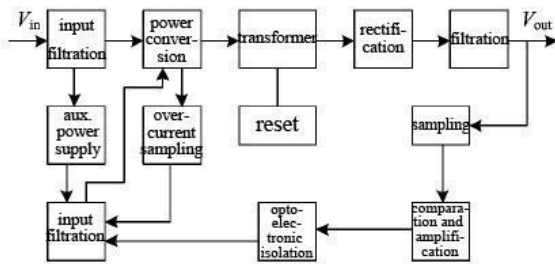 V_in
input
filtration
power
conver-
sion
transformer
rectifi-
cation
filtration
V_out
aux.
power
supply
over-
current
sampling
reset
sampling
input
filtration
opto-
elec-
tronic
isolation
compara-
tion and
amplifi-
cation